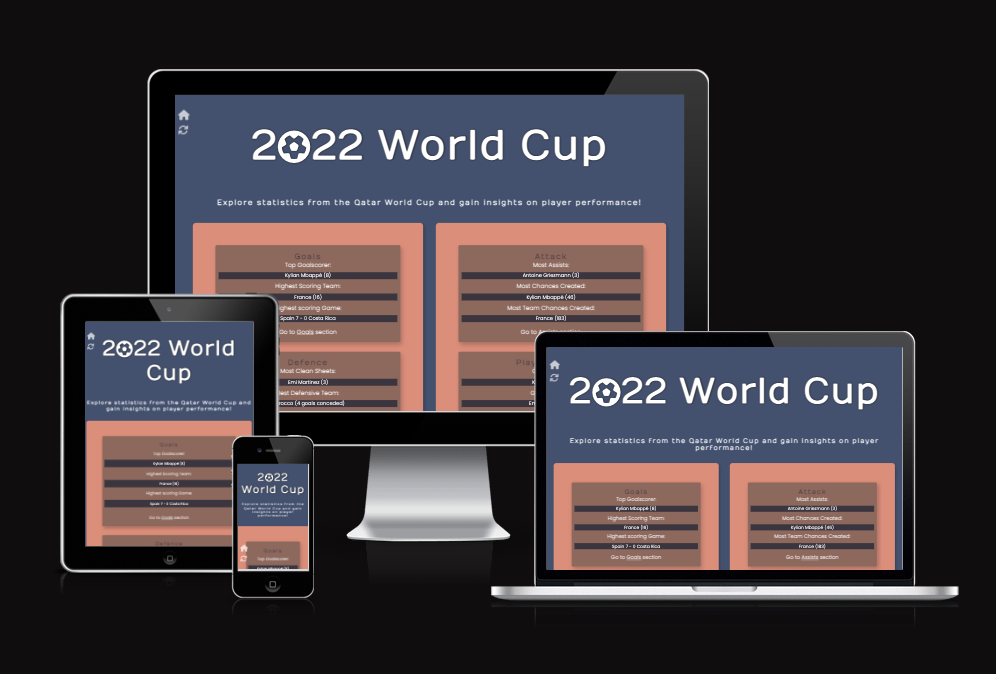 2022 World Cup
Explore statistics from the Qatar World Cup and gain insights on player performance!
Goals
Top Goalscorer:
Kylian Mbappé (8)
Highest Scoring Team:
France (16)
ghest scoring Game:
Spain 7 - 0 Costa Rica
Go to Goals section
Attack
Most Assists:
Antoine Griezmann (3)
Most Chances Created:
Kylian Mbappé (46)
Most Team Chances Created:
France (183)
Go to
Defence
Most Clean Sheets:
Emi Martinez (3)
est Defensive Team:
rocco (4 goals conceded)
Play
2022 World
Cup
Explore statistics from the Qatar World Cup and
gain insights on player performance!
Goals
Top Goalscorer:
Kylian Mbappé (8)
Highest Scoring Team:
France (16)
Highest scoring Game:
Spain 7 - 0 Costa Rica
Go to Goals section
Defence
2022
World Cup
Explore statistics from the
Qatar World Cup and gain
insights on player
performance!
Goals
Top Goalscorer:
2022 World Cup
Explore statistics from the Qatar World Cup and gain insights on player
performance!
Goals
Top Goalscorer:
Kylian Mbappé (8)
Highest Scoring Team:
France (16)
Highest scoring Game:
Spain 7 - 0 Costa Rica
Go to Goals section
Attack
Most Assists:
Antoine Griezmann (3)
Most Chances Created:
Kylian Mbappé (46)
Most Team Chances Created:
France (183)
Go to Assists section